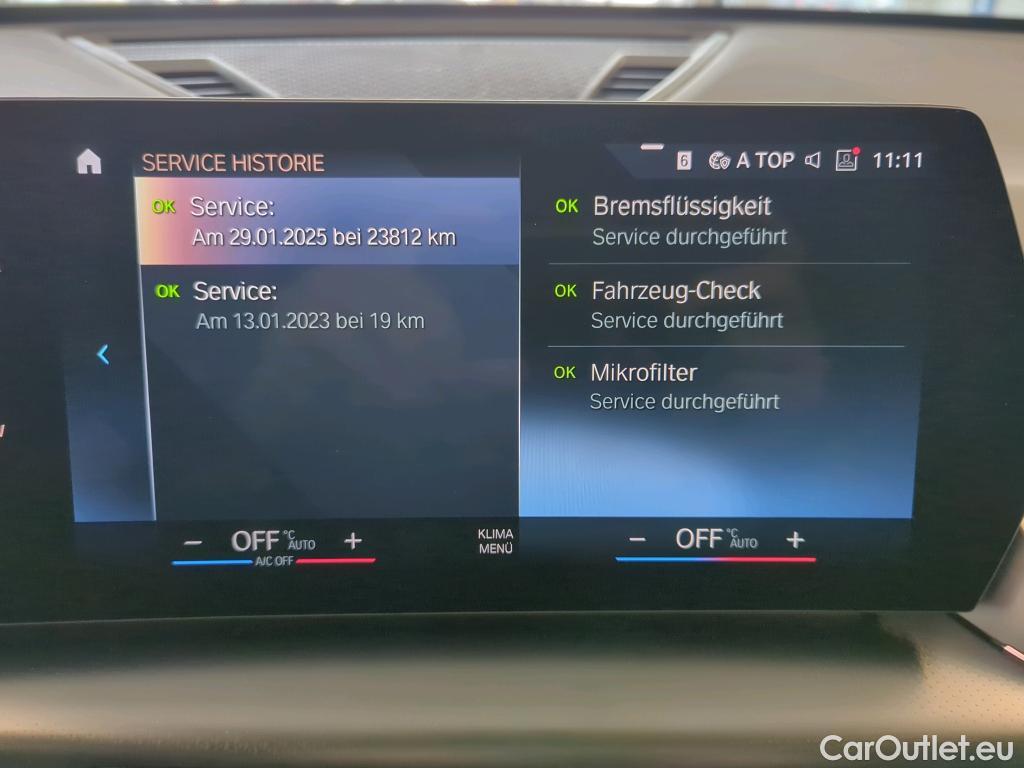 SERVICE HISTORIE
6 A TOP 11:11
OK Service:
Am 29.01.2025 bei 23812 km
OK Service:
Am 13.01.2023 bei 19 km
OK Bremsflüssigkeit
Service durchgeführt
OK Fahrzeug-Check
Service durchgeführt
OK Mikrofilter
Service durchgeführt
− OFF °C AUTO +
A/C OFF
KLIMA
MENÜ
− OFF °C AUTO +
CarOutlet.eu